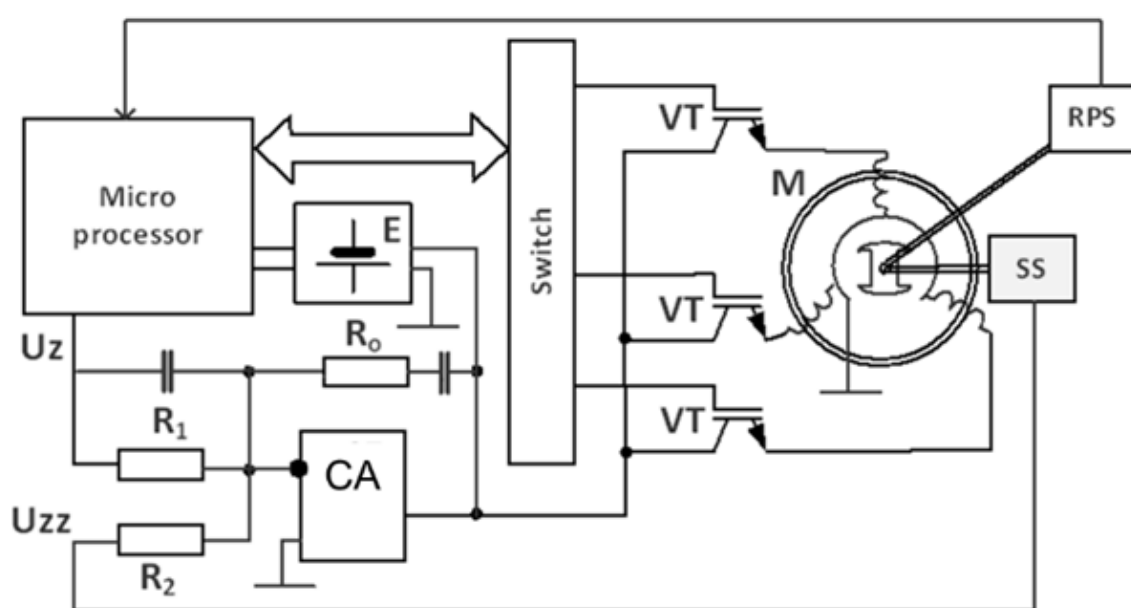 VT
RPS
Micro
processor
M
E
Switch
SS
VT
Uz
Ro
R1
VT
CA
Uzz
R2